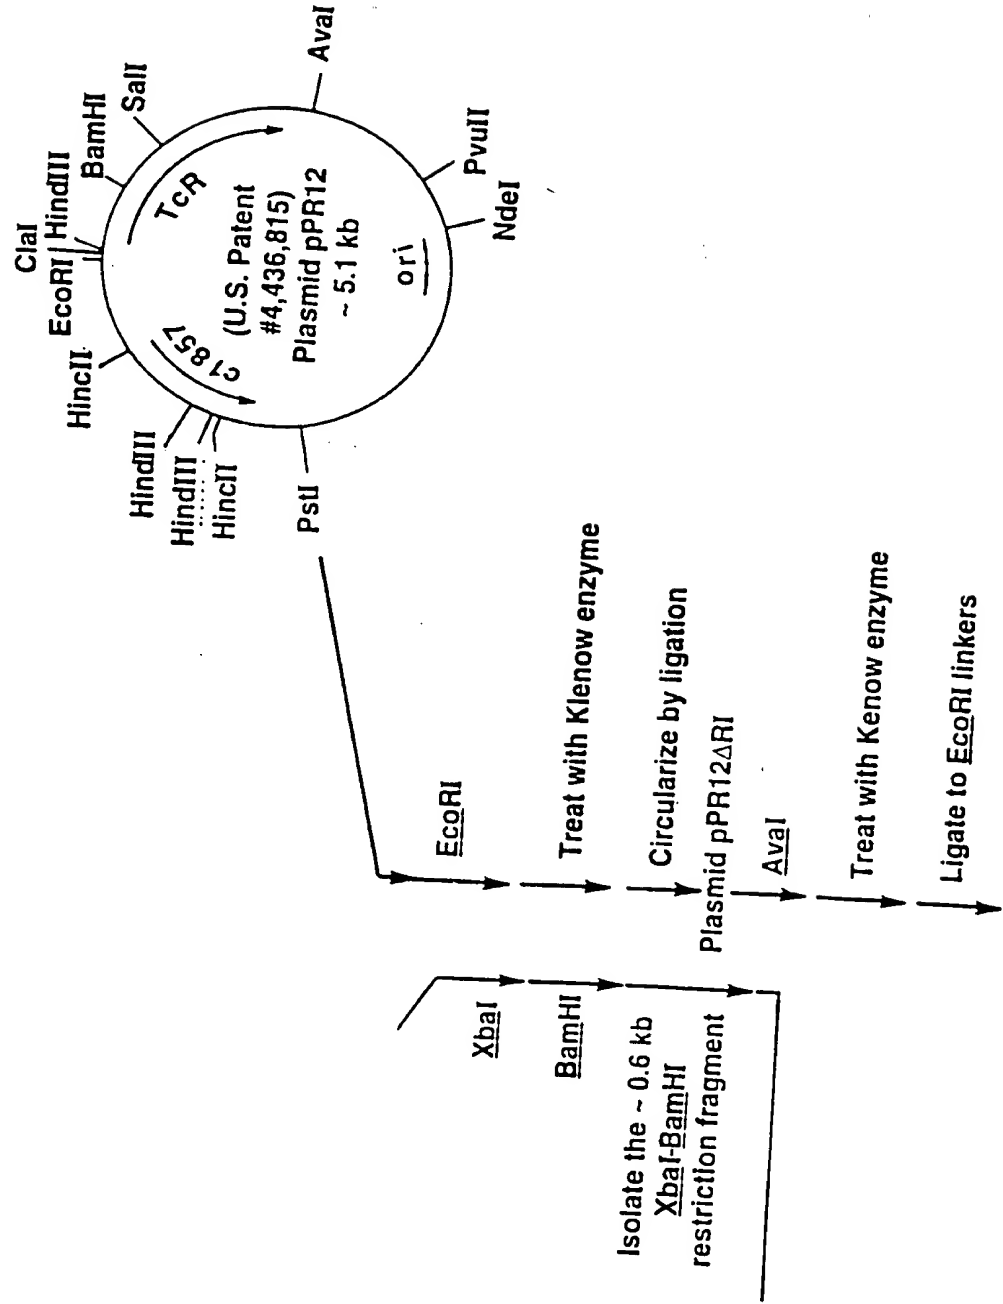 ClaI
EcoRI
HindIII
BamHI
SalI
AvaI
PvuII
NdeI
HincII
HindIII
HindIII
HincII
PstI
TcR
c1857
(U.S. Patent
#4,436,815)
Plasmid pPR12
~ 5.1 kb
ori
XbaI
BamHI
Isolate the ~ 0.6 kb
XbaI-BamHI
restriction fragment
EcoRI
Treat with Klenow enzyme
Circularize by ligation
Plasmid pPR12ΔRI
AvaI
Treat with Kenow enzyme
Ligate to EcoRI linkers